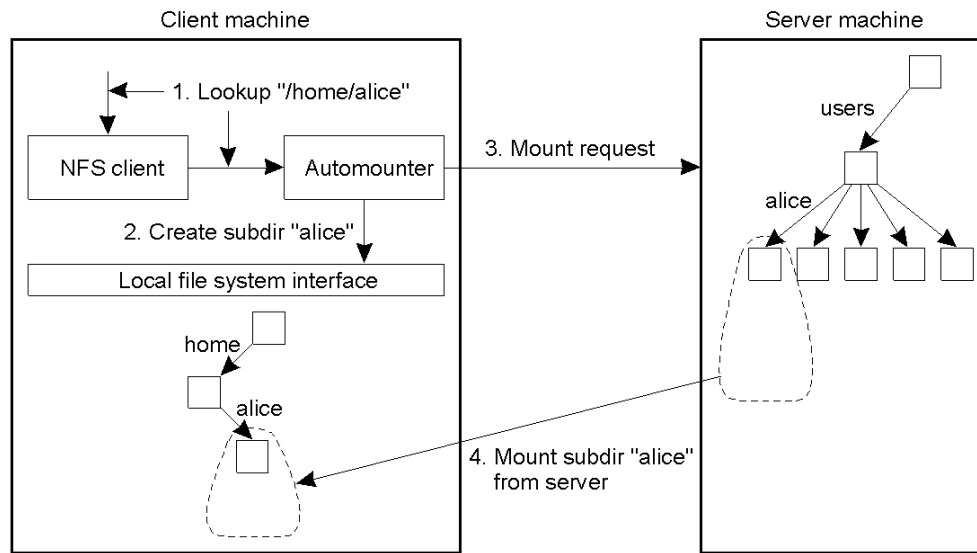 Client machine
Server machine
1. Lookup "/home/alice"
users
NFS client
Automounter
3. Mount request
alice
2. Create subdir "alice"
Local file system interface
home
alice
4. Mount subdir "alice"
from server